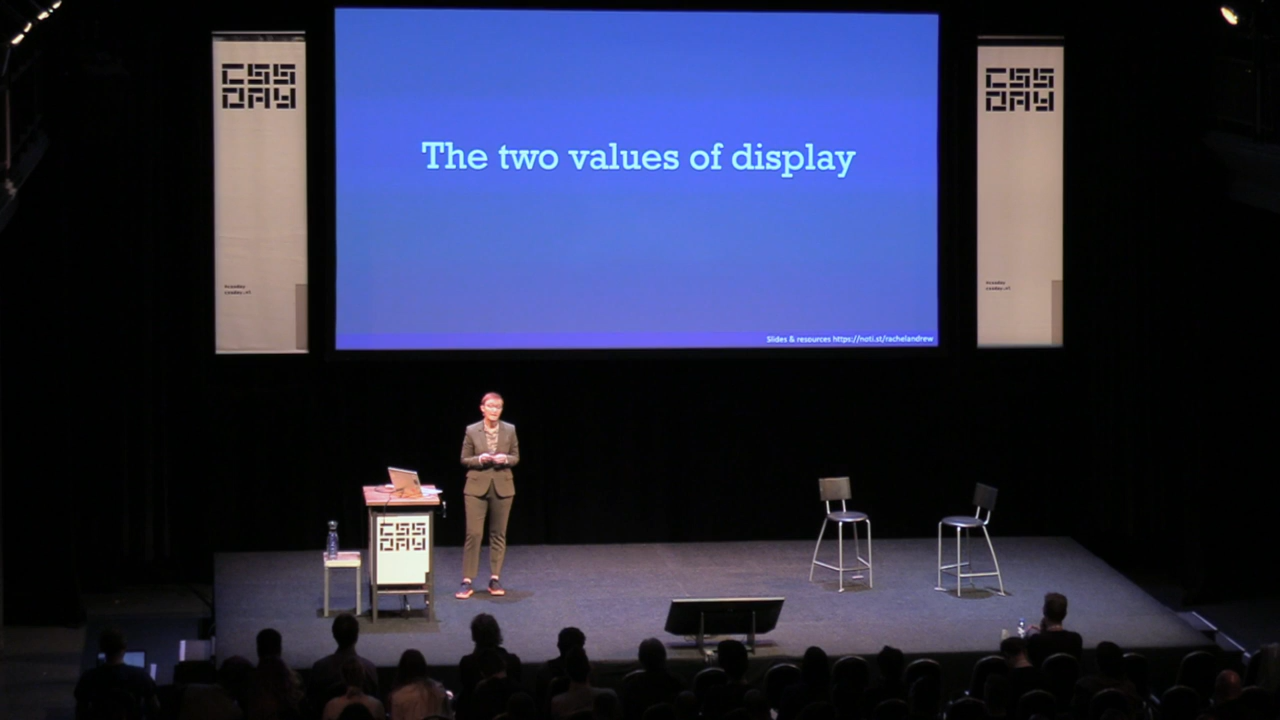 CSS
DAY
The two values of display
CSS
DAY
Slides & resources https://noti.st/rachelandrew
CSS
DAY